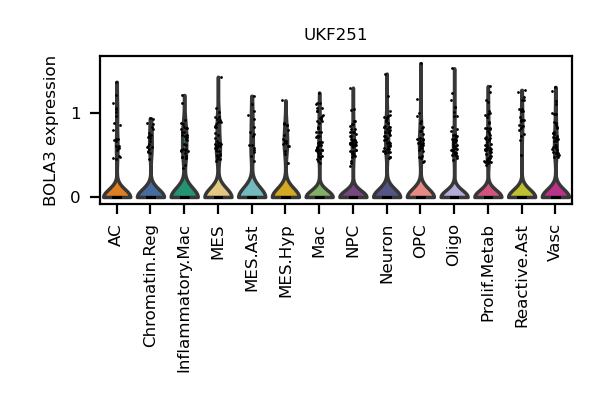 UKF251
BOLA3 expression
1
0
AC
Chromatin.Reg
Inflammatory.Mac
MES
MES.Ast
MES.Hyp
Mac
NPC
Neuron
OPC
Oligo
Prolif.Metab
Reactive.Ast
Vasc